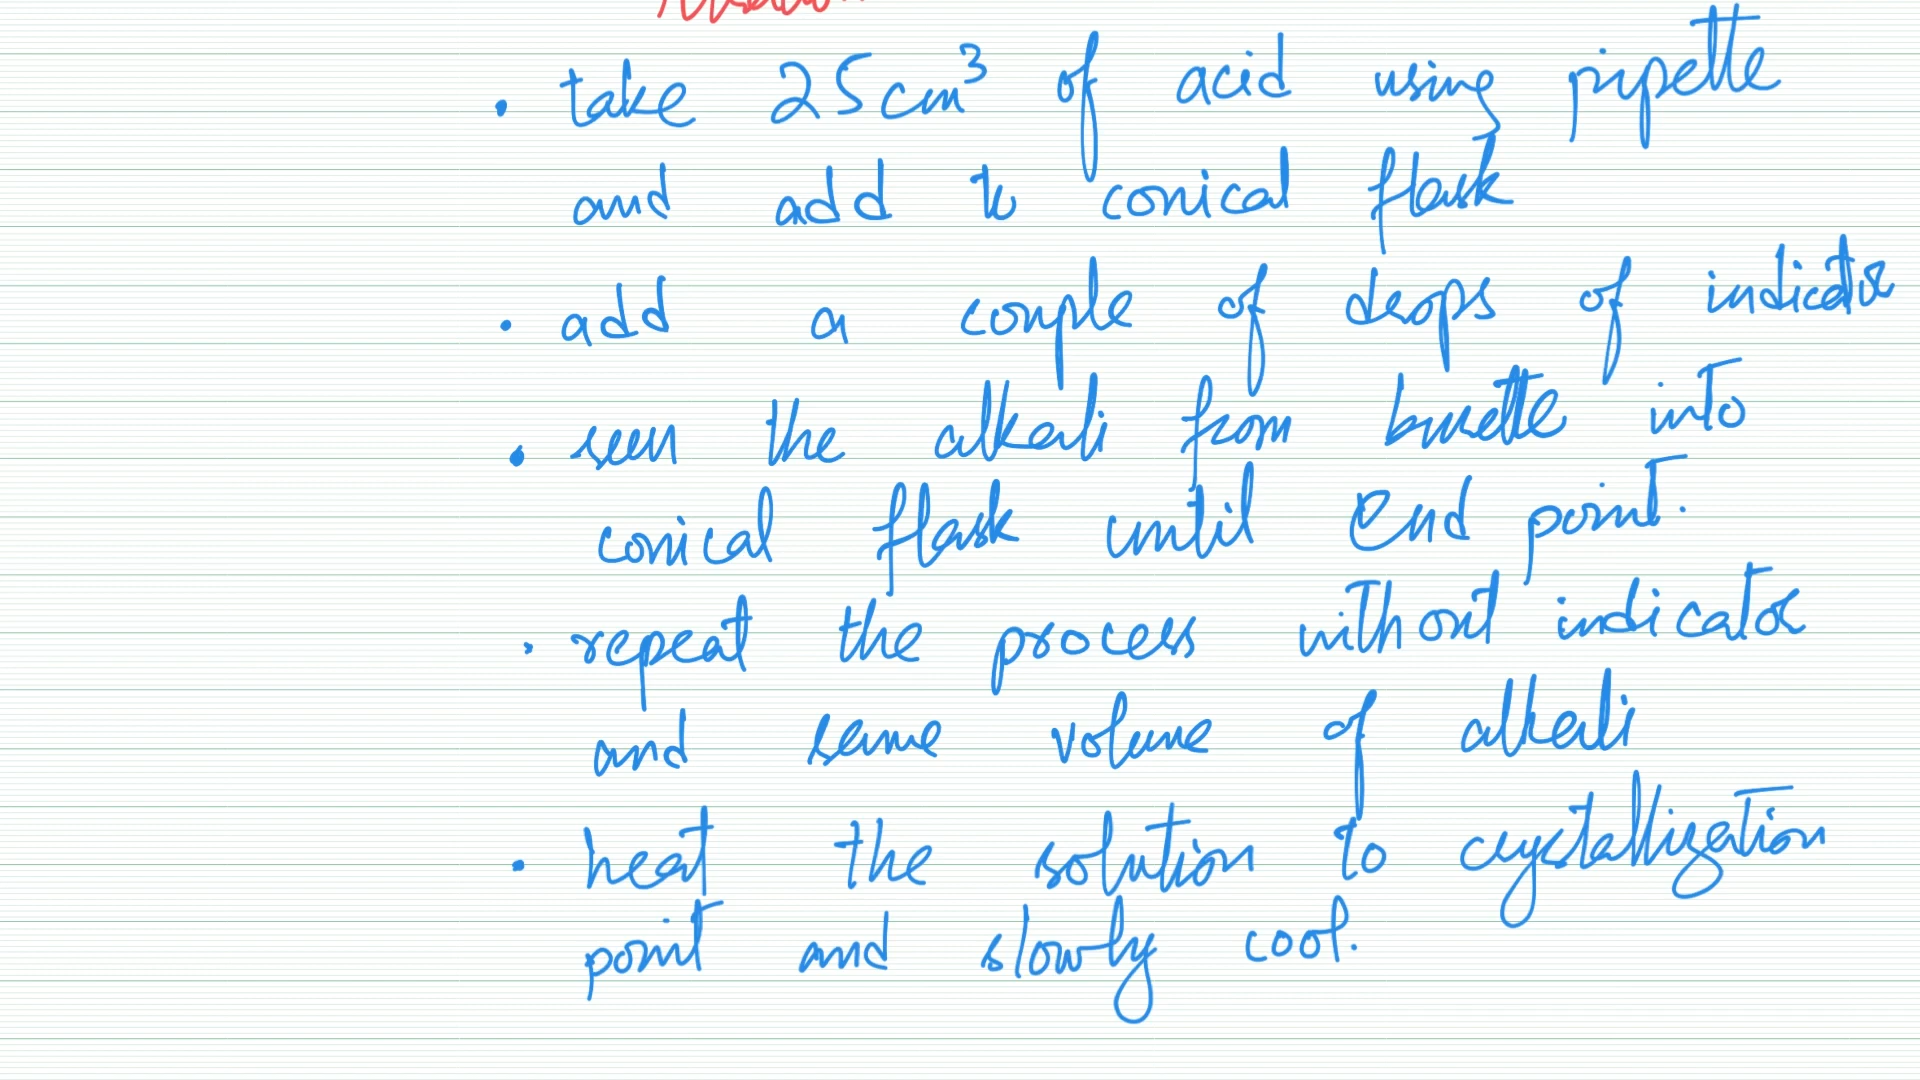 • take 25cm³ of acid using pipette
and add to conical flask
• add a couple of drops of indicator
• run the alkali from burette into
conical flask until end point.
• repeat the process without indicator
and same volume of alkali
• heat the solution to crystallization
point and slowly cool.